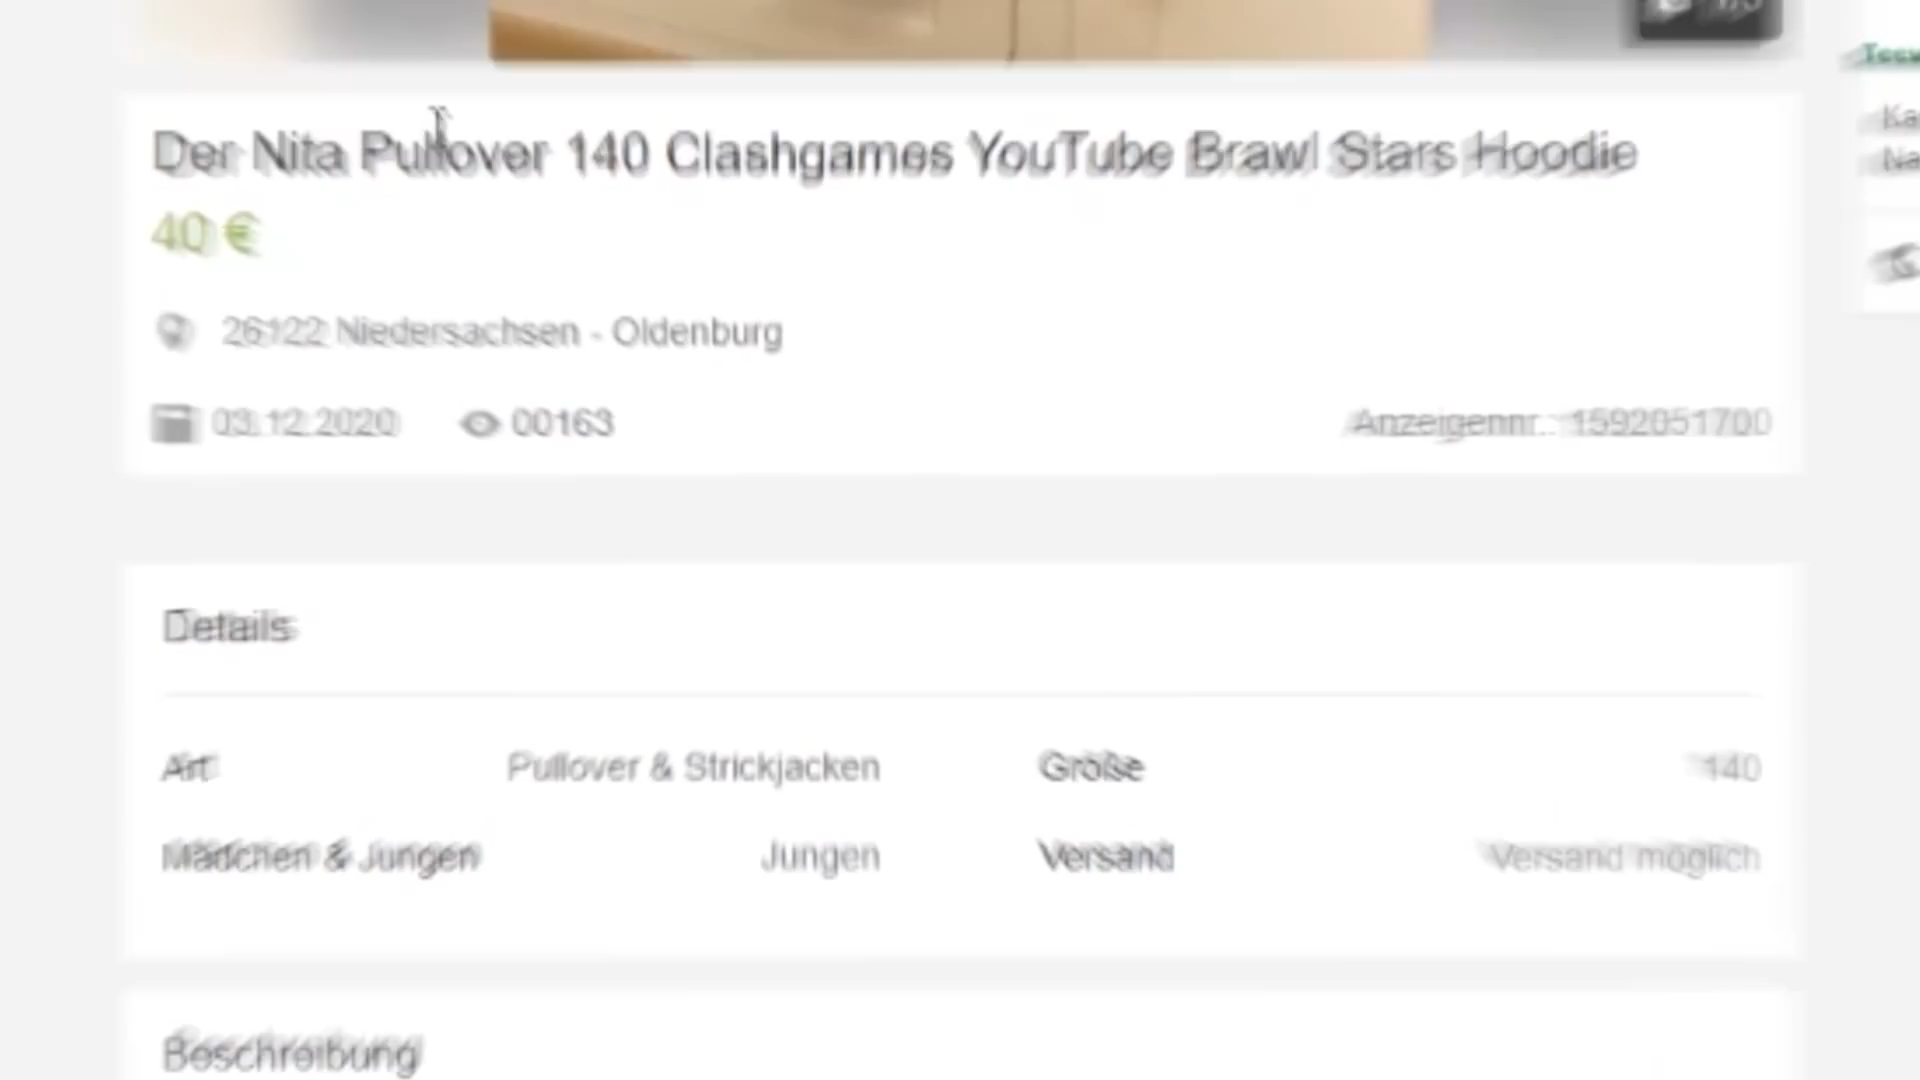 Der Nita Pullover 140 Clashgames YouTube Brawl Stars Hoodie
40 €
26122 Niedersachsen - Oldenburg
03.12.2020 00163 Anzeigennr.: 1592051700
Details
Art Pullover & Strickjacken Größe 140
Mädchen & Jungen Jungen Versand Versand möglich
Beschreibung